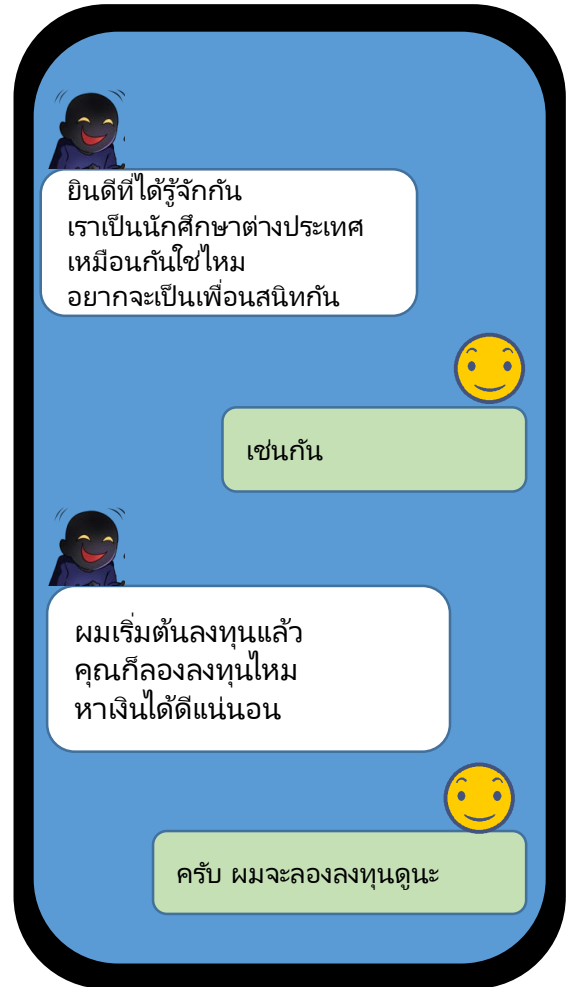 ยินดีที่ได้รู้จักกัน
เราเป็นนักศึกษาต่างประเทศ
เหมือนกันใช่ไหม
อยากจะเป็นเพื่อนสนิทกัน
เช่นกัน
ผมเริ่มต้นลงทุนแล้ว
คุณก็ลองลงทุนไหม
หาเงินได้ดีแน่นอน
ครับ ผมจะลองลงทุนดูนะ